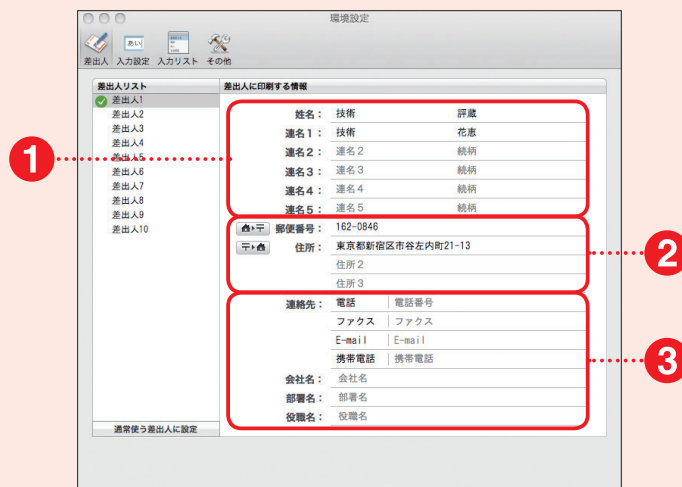 環境設定
あい
差出人 入力設定 入力リスト その他
差出人リスト
差出人1
差出人2
差出人3
差出人4
差出人5
差出人6
差出人7
差出人8
差出人9
差出人10
通常使う差出人に設定
差出人に印刷する情報
姓名： 技術 評蔵
連名1： 技術 花恵
連名2： 連名2 続柄
連名3： 連名3 続柄
連名4： 連名4 続柄
連名5： 連名5 続柄
郵便番号： 162-0846
住所： 東京都新宿区市谷左内町21-13
住所2
住所3
連絡先： 電話 電話番号
ファクス ファクス
E-mail E-mail
携帯電話 携帯電話
会社名： 会社名
部署名： 部署名
役職名： 役職名
1
2
3